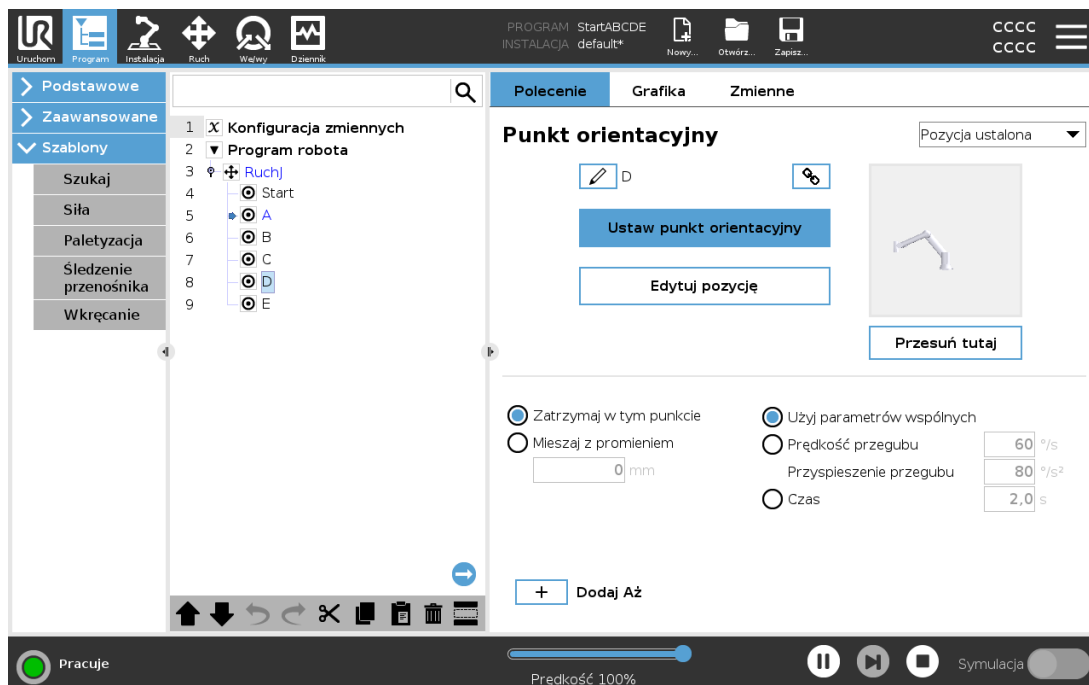 PROGRAM StartABCDE
INSTALACJA default*
CCCC
CCCC
UR
Uruchom Program Instalacja Ruch We/wy Dziennik
Nowy... Otwórz... Zapisz...
Podstawowe
Zaawansowane
Szablony
Szukaj
Siła
Paletyzacja
Śledzenie
przenośnika
Wkręcanie
1 x Konfiguracja zmiennych
2 Program robota
3 RuchJ
4 Start
5 A
6 B
7 C
8 D
9 E
Polecenie Grafika Zmienne
Punkt orientacyjny
Pozycja ustalona
D
Ustaw punkt orientacyjny
Edytuj pozycję
Przesuń tutaj
Zatrzymaj w tym punkcie
Mieszaj z promieniem
0 mm
Użyj parametrów wspólnych
Prędkość przegubu 60 °/s
Przyspieszenie przegubu 80 °/s²
Czas 2,0 s
+ Dodaj Aż
Pracuje
Prędkość 100%
Symulacja